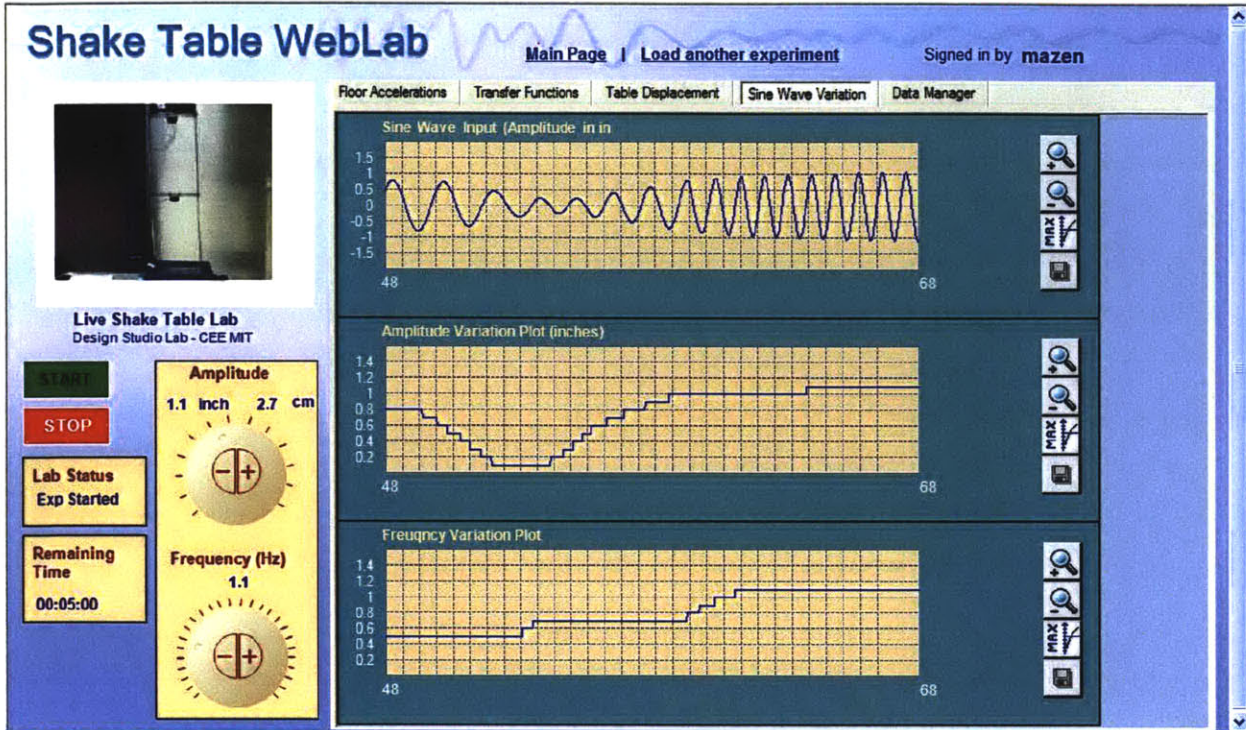 Shake Table WebLab
Main Page | Load another experiment
Signed in by mazen
Floor Accelerations
Transfer Functions
Table Displacement
Sine Wave Variation
Data Manager
Live Shake Table Lab
Design Studio Lab - CEE MIT
START
STOP
Lab Status
Exp Started
Remaining
Time
00:05:00
Amplitude
1.1 inch 2.7 cm
- +
Frequency (Hz)
1.1
- +
Sine Wave Input (Amplitude in in
1.5
1
0.5
0
-0.5
-1
-1.5
48 68
MAX
Amplitude Variation Plot (inches)
1.4
1.2
1
0.8
0.6
0.4
0.2
48 68
MAX
Freuqncy Variation Plot
1.4
1.2
1
0.8
0.6
0.4
0.2
48 68
MAX